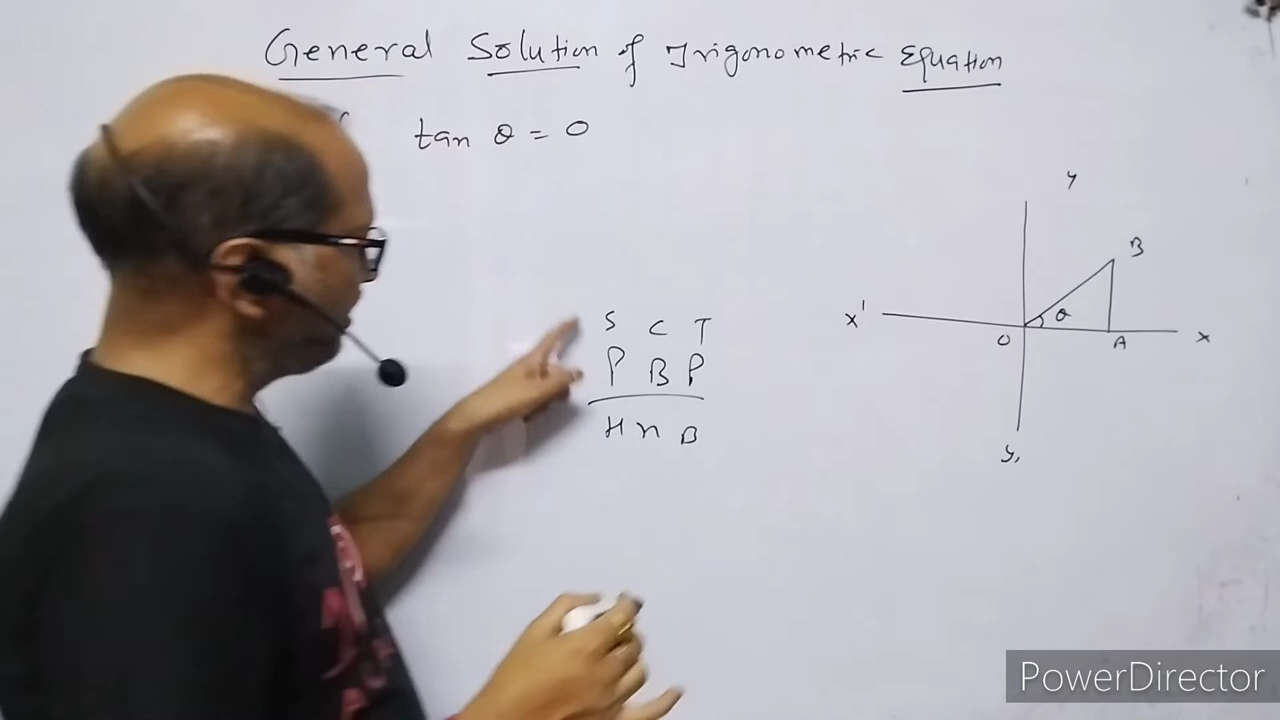 General Solution of Trigonometric Equation
tan θ = 0
S C T
P B P
H H B
y
B
x' θ
O A x
y,
PowerDirector